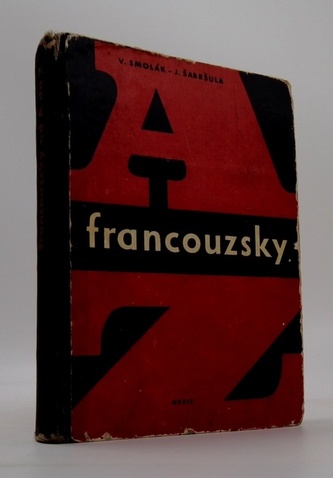 V. SMOLÁK - J. ŠABRŠULA
A
francouzsky
Z
ORBIS